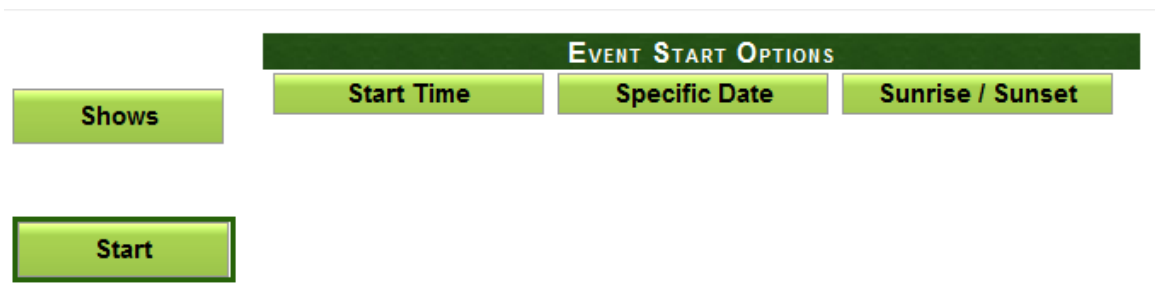 Event Start Options
Start Time Specific Date Sunrise / Sunset
Shows
Start